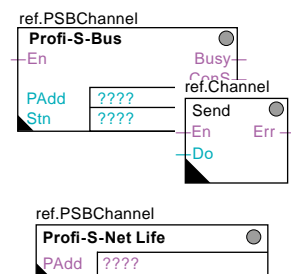 ref.PSBChannel
Profi-S-Bus
En Busy
ConS
PAdd ????
Stn ????
ref.Channel
Send
En Err
Do
ref.PSBChannel
Profi-S-Net Life
PAdd ????